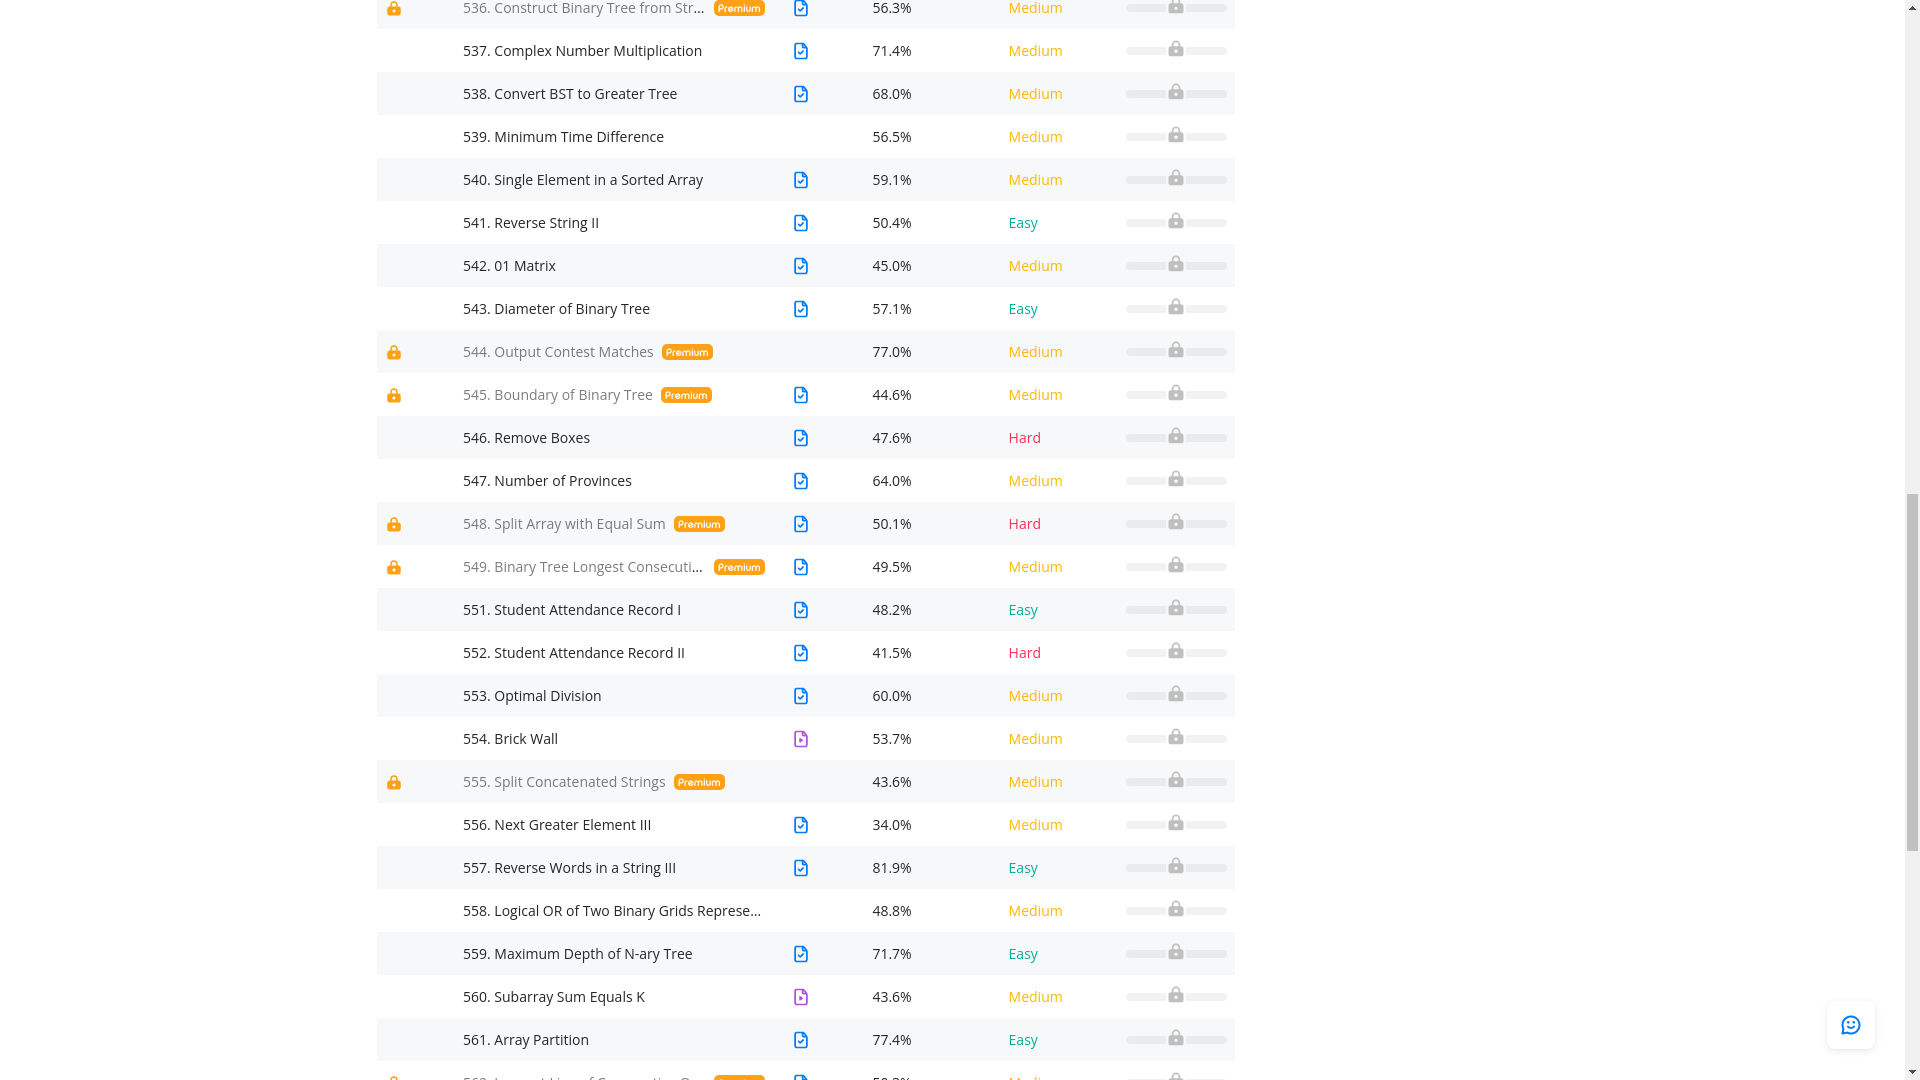 536. Construct Binary Tree from Str... Premium 56.3% Medium
537. Complex Number Multiplication 71.4% Medium
538. Convert BST to Greater Tree 68.0% Medium
539. Minimum Time Difference 56.5% Medium
540. Single Element in a Sorted Array 59.1% Medium
541. Reverse String II 50.4% Easy
542. 01 Matrix 45.0% Medium
543. Diameter of Binary Tree 57.1% Easy
544. Output Contest Matches Premium 77.0% Medium
545. Boundary of Binary Tree Premium 44.6% Medium
546. Remove Boxes 47.6% Hard
547. Number of Provinces 64.0% Medium
548. Split Array with Equal Sum Premium 50.1% Hard
549. Binary Tree Longest Consecuti... Premium 49.5% Medium
551. Student Attendance Record I 48.2% Easy
552. Student Attendance Record II 41.5% Hard
553. Optimal Division 60.0% Medium
554. Brick Wall 53.7% Medium
555. Split Concatenated Strings Premium 43.6% Medium
556. Next Greater Element III 34.0% Medium
557. Reverse Words in a String III 81.9% Easy
558. Logical OR of Two Binary Grids Represe... 48.8% Medium
559. Maximum Depth of N-ary Tree 71.7% Easy
560. Subarray Sum Equals K 43.6% Medium
561. Array Partition 77.4% Easy